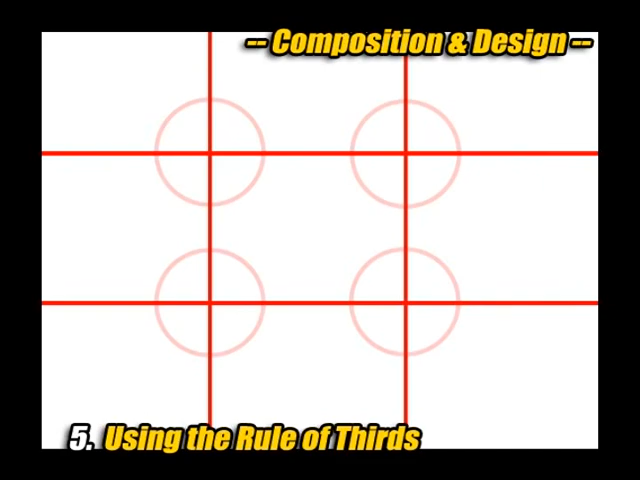 -- Composition & Design --
5. Using the Rule of Thirds